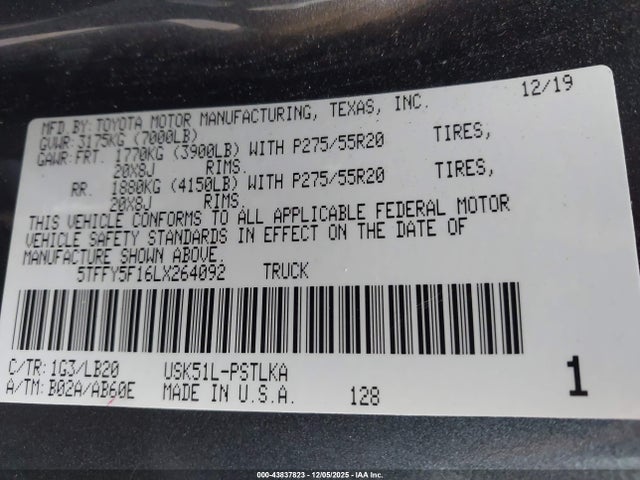 12/19
MFD.BY:TOYOTA MOTOR MANUFACTURING, TEXAS, INC.
GVWR:3175KG (7000LB)
GAWR:FRT. 1770KG (3900LB) WITH P275/55R20 TIRES,
20X8J RIMS.
RR. 1880KG (4150LB) WITH P275/55R20 TIRES,
20X8J RIMS.
THIS VEHICLE CONFORMS TO ALL APPLICABLE FEDERAL MOTOR
VEHICLE SAFETY STANDARDS IN EFFECT ON THE DATE OF
MANUFACTURE SHOWN ABOVE.
5TFFY5F16LX264092 TRUCK
C/TR:1G3/LB20 USK51L-PSTLKA
A/TM:B02A/AB60E MADE IN U.S.A. 128 1
000-43837823 - 12/05/2025 - IAA Inc.